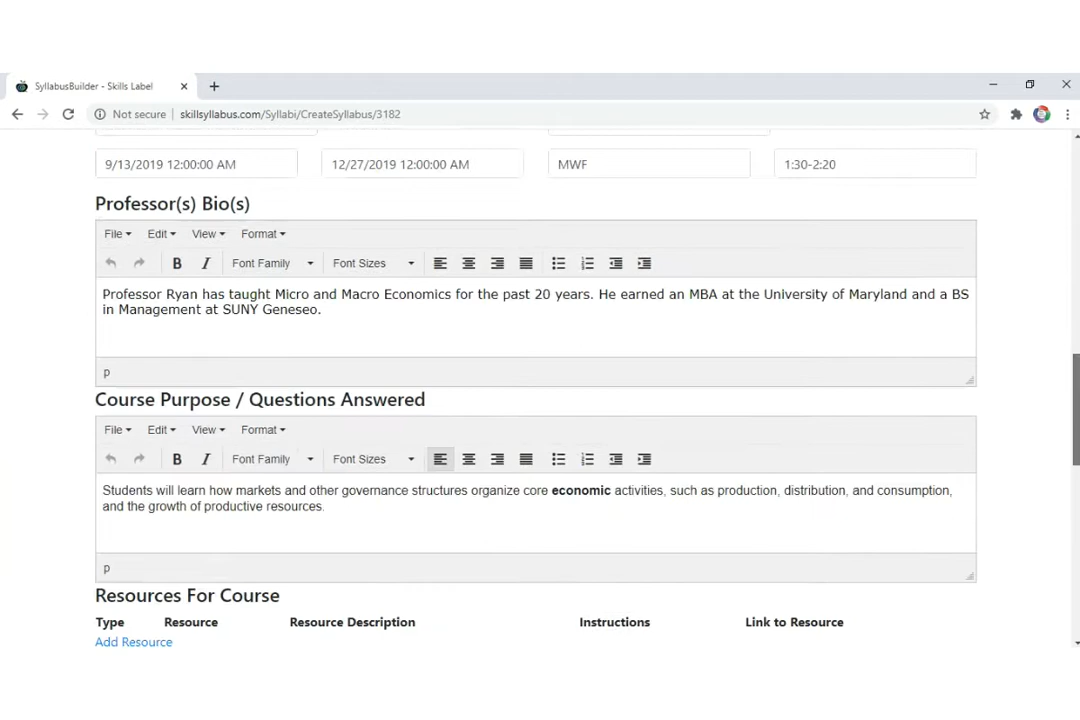 SyllabusBuilder - Skills Label
Not secure | skillsyllabus.com/Syllabi/CreateSyllabus/3182
9/13/2019 12:00:00 AM 12/27/2019 12:00:00 AM MWF 1:30-2:20
Professor(s) Bio(s)
File Edit View Format
B I Font Family Font Sizes
Professor Ryan has taught Micro and Macro Economics for the past 20 years. He earned an MBA at the University of Maryland and a BS
in Management at SUNY Geneseo.
p
Course Purpose / Questions Answered
File Edit View Format
B I Font Family Font Sizes
Students will learn how markets and other governance structures organize core economic activities, such as production, distribution, and consumption,
and the growth of productive resources.
p
Resources For Course
Type Resource Resource Description Instructions Link to Resource
Add Resource